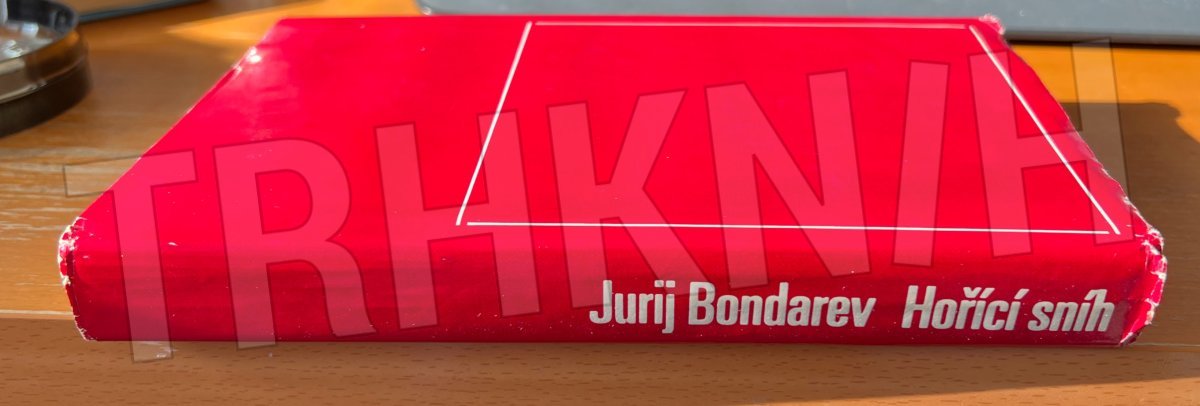 TRHKNIH
Jurij Bondarev Hořící sníh